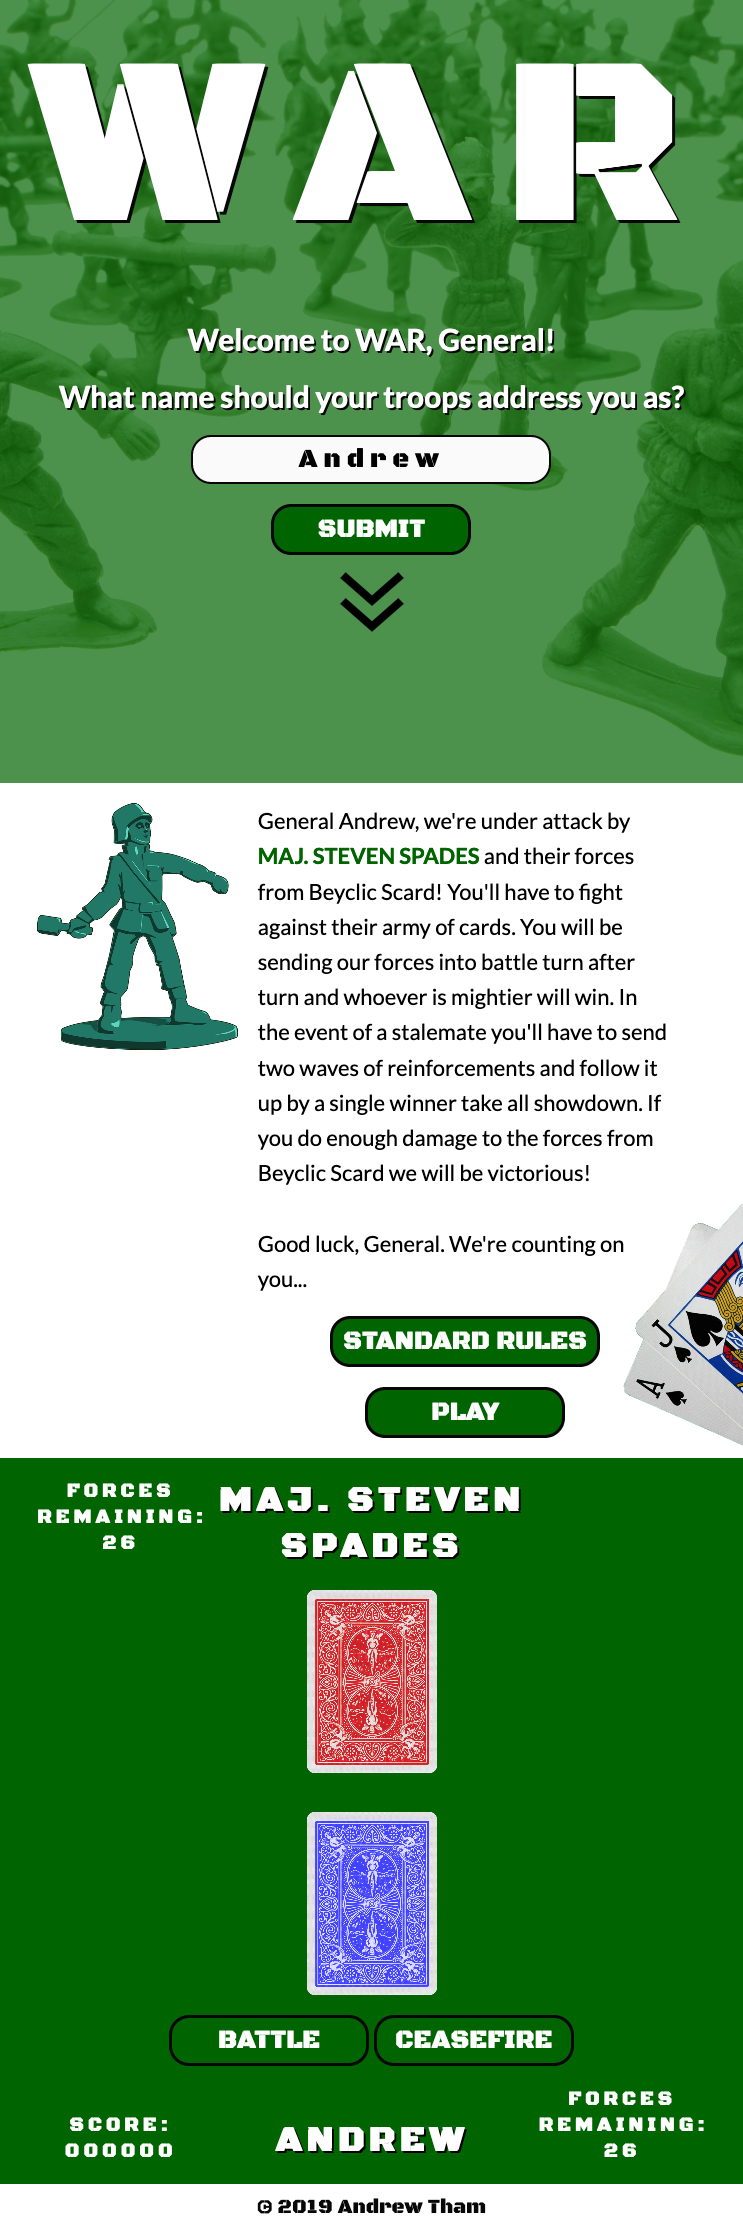 WAR
Welcome to WAR, General!
What name should your troops address you as?
Andrew
SUBMIT
General Andrew, we're under attack by
MAJ. STEVEN SPADES and their forces
from Beyclic Scard! You'll have to fight
against their army of cards. You will be
sending our forces into battle turn after
turn and whoever is mightier will win. In
the event of a stalemate you'll have to send
two waves of reinforcements and follow it
up by a single winner take all showdown. If
you do enough damage to the forces from
Beyclic Scard we will be victorious!
Good luck, General. We're counting on
you...
J
A
STANDARD RULES
PLAY
FORCES
REMAINING:
26
MAJ. STEVEN
SPADES
BATTLE
CEASEFIRE
SCORE:
000000
ANDREW
FORCES
REMAINING:
26
© 2019 Andrew Tham